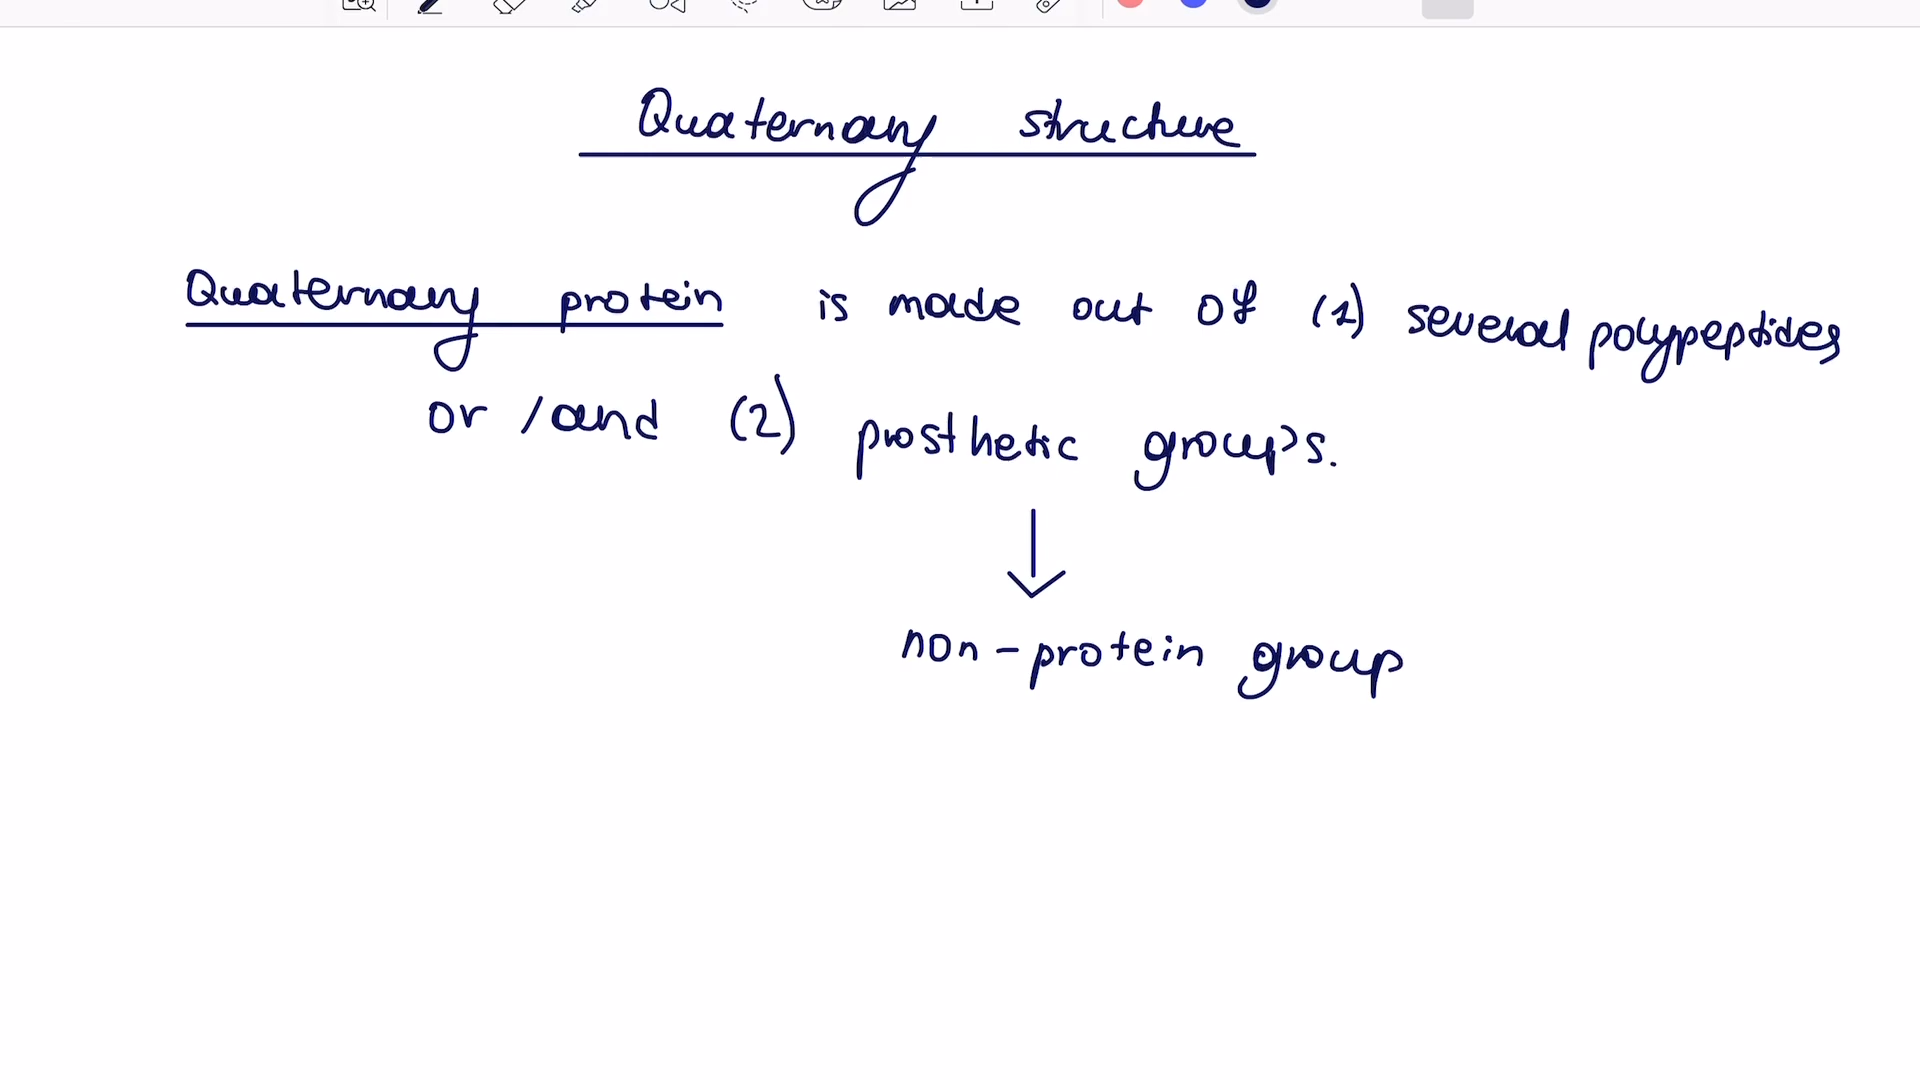 Quaternary structure
Quaternary protein is made out of (1) several polypeptides
or /and (2) prosthetic groups.
non-protein group